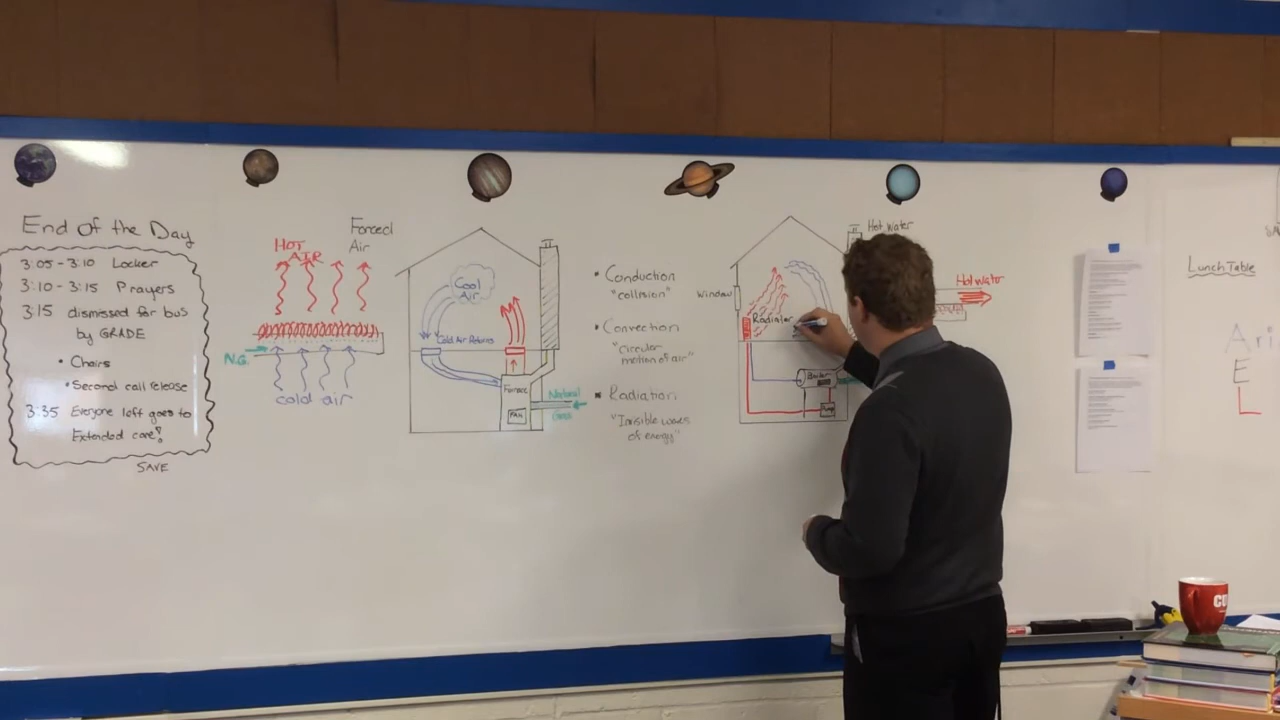 End of the Day
3:05-3:10 Locker
3:10-3:15 Prayers
3:15 dismissed for bus
by GRADE
• Chairs
• Second call release
3:35 Everyone left goes to
Extended care!
SAVE
Forced
Air
HOT
AIR
N.G.
cold air
Cool
Air
Cold Air Returns
Furnace
FAN
Natural
Gas
• Conduction
"collision"
• Convection
"Circular
motion of air"
• Radiation
"Invisible waves
of energy"
Hot Water
Window
Radiator
Boiler
Pump
Hot water
Lunch Table
Ari
E
L
CU